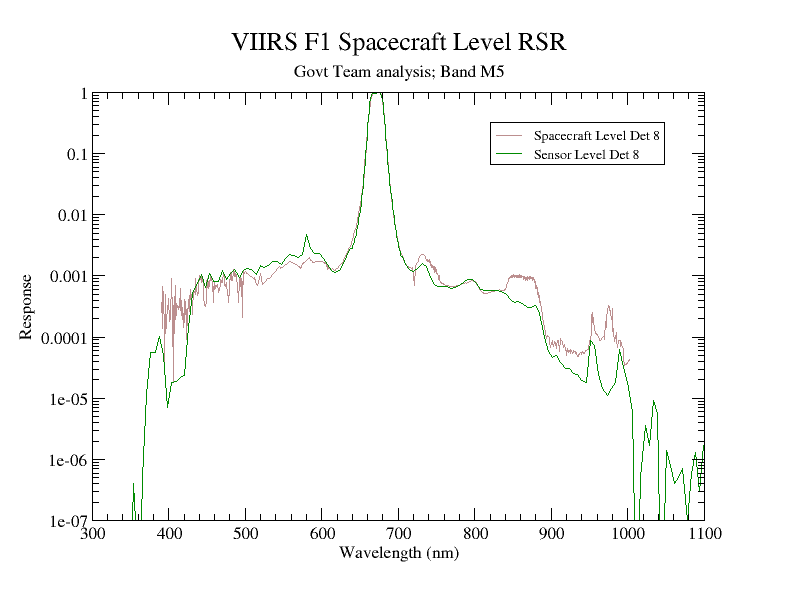 VIIRS F1 Spacecraft Level RSR
Govt Team analysis; Band M5
Spacecraft Level Det 8
Sensor Level Det 8
Response
1
0.1
0.01
0.001
0.0001
1e-05
1e-06
1e-07
300 400 500 600 700 800 900 1000 1100
Wavelength (nm)